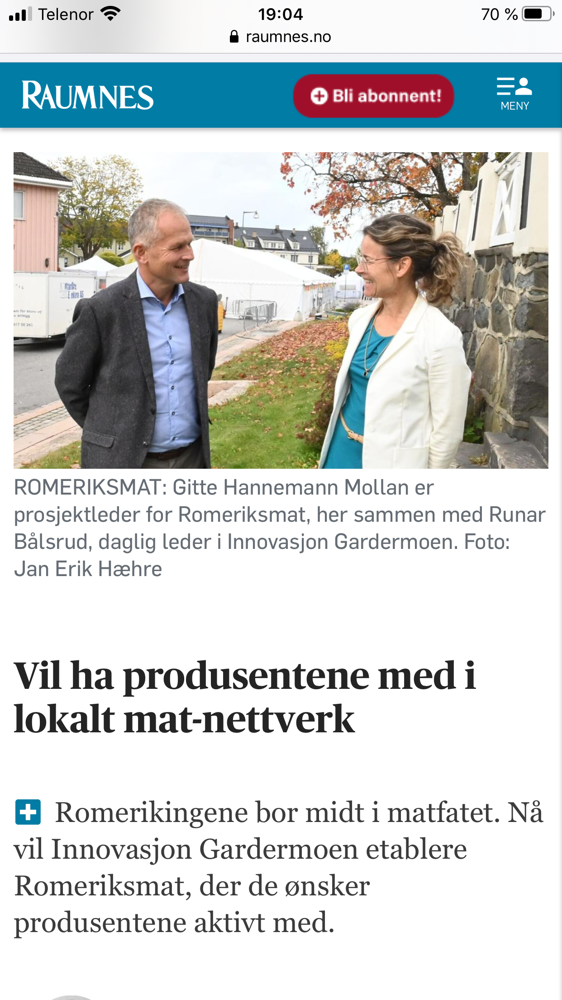 Telenor
19:04
70 %
raumnes.no
RAUMNES
Bli abonnent!
MENY
P
ROMERIKSMAT: Gitte Hannemann Mollan er
prosjektleder for Romeriksmat, her sammen med Runar
Bålsrud, daglig leder i Innovasjon Gardermoen. Foto:
Jan Erik Hæhre
Vil ha produsentene med i
lokalt mat-nettverk
Romerikingene bor midt i matfatet. Nå
vil Innovasjon Gardermoen etablere
Romeriksmat, der de ønsker
produsentene aktivt med.